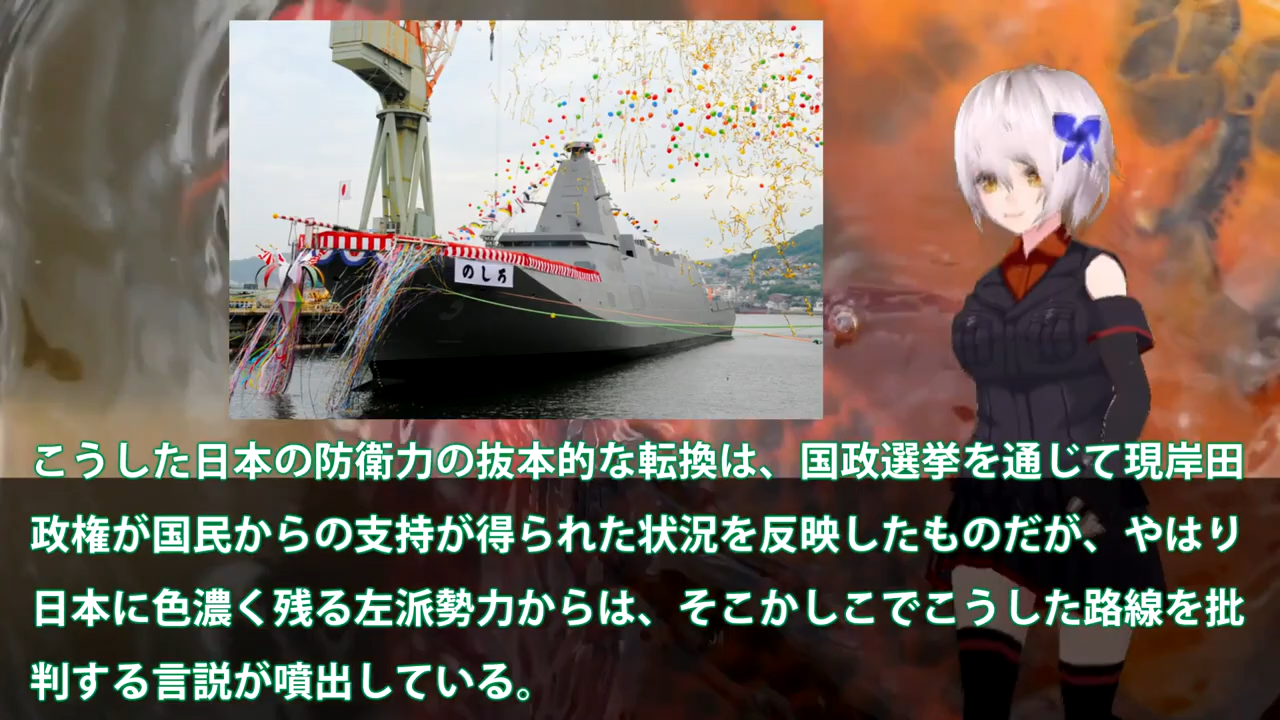 のしろ
こうした日本の防衛力の抜本的な転換は、国政選挙を通じて現岸田
政権が国民からの支持が得られた状況を反映したものだが、やはり
日本に色濃く残る左派勢力からは、そこかしこでこうした路線を批
判する言説が噴出している。